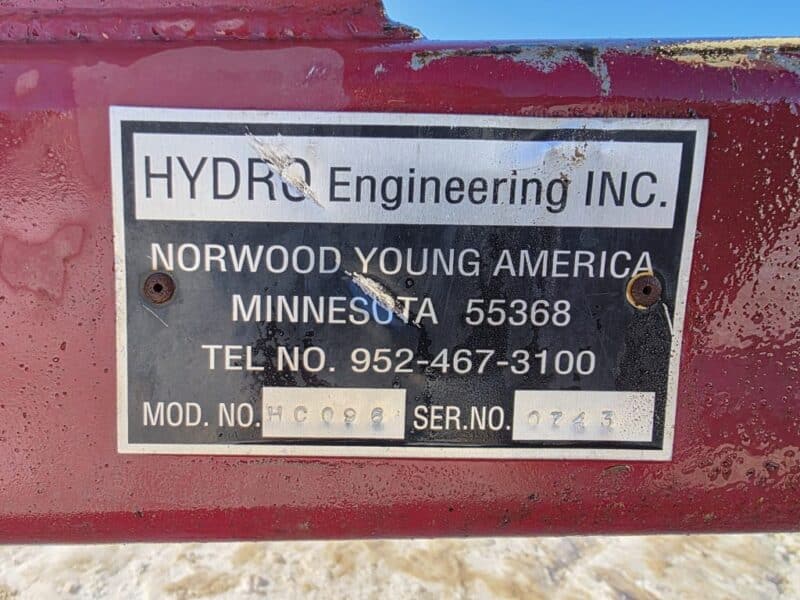 HYDRO Engineering INC.
NORWOOD YOUNG AMERICA
MINNESOTA 55368
TEL NO. 952-467-3100
MOD. NO. HC096 SER.NO. 0743